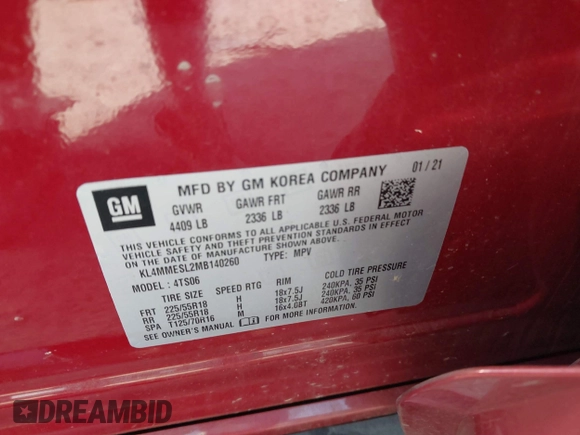 GM
MFD BY GM KOREA COMPANY 01 / 21
GVWR GAWR FRT GAWR RR
4409 LB 2336 LB 2336 LB
THIS VEHICLE CONFORMS TO ALL APPLICABLE U.S. FEDERAL MOTOR
VEHICLE SAFETY AND THEFT PREVENTION STANDARDS IN EFFECT ON
THE DATE OF MANUFACTURE SHOWN ABOVE.
KL4MMESL2MB140260 TYPE: MPV
MODEL: 4TS06
TIRE SIZE SPEED RTG RIM COLD TIRE PRESSURE
FRT 225/55R18 H 18x7.5J 240KPA, 35 PSI
RR 225/55R18 H 18x7.5J 240KPA, 35 PSI
SPA T125/70R16 M 16x4.0BT 420KPA, 60 PSI
SEE OWNER'S MANUAL FOR MORE INFORMATION.
DREAMBID